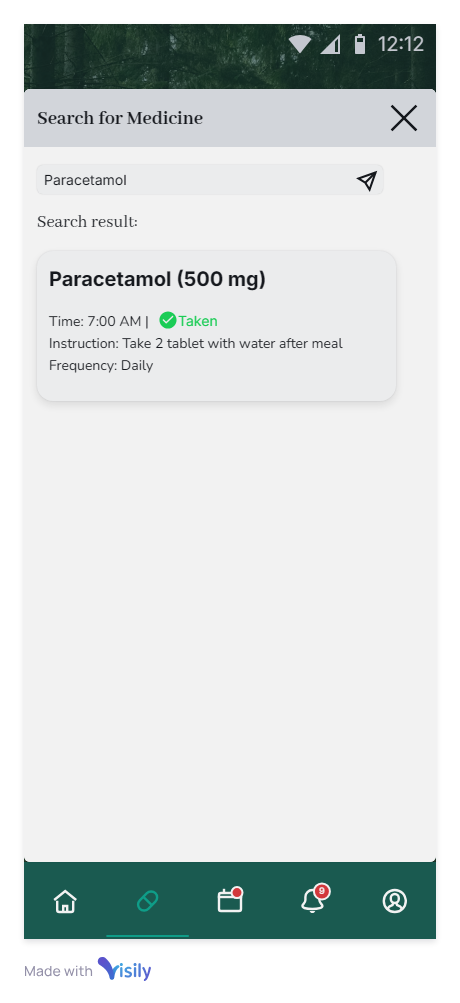 12:12
Search for Medicine
Paracetamol
Search result:
Paracetamol (500 mg)
Time: 7:00 AM | Taken
Instruction: Take 2 tablet with water after meal
Frequency: Daily
9
Made with Visily